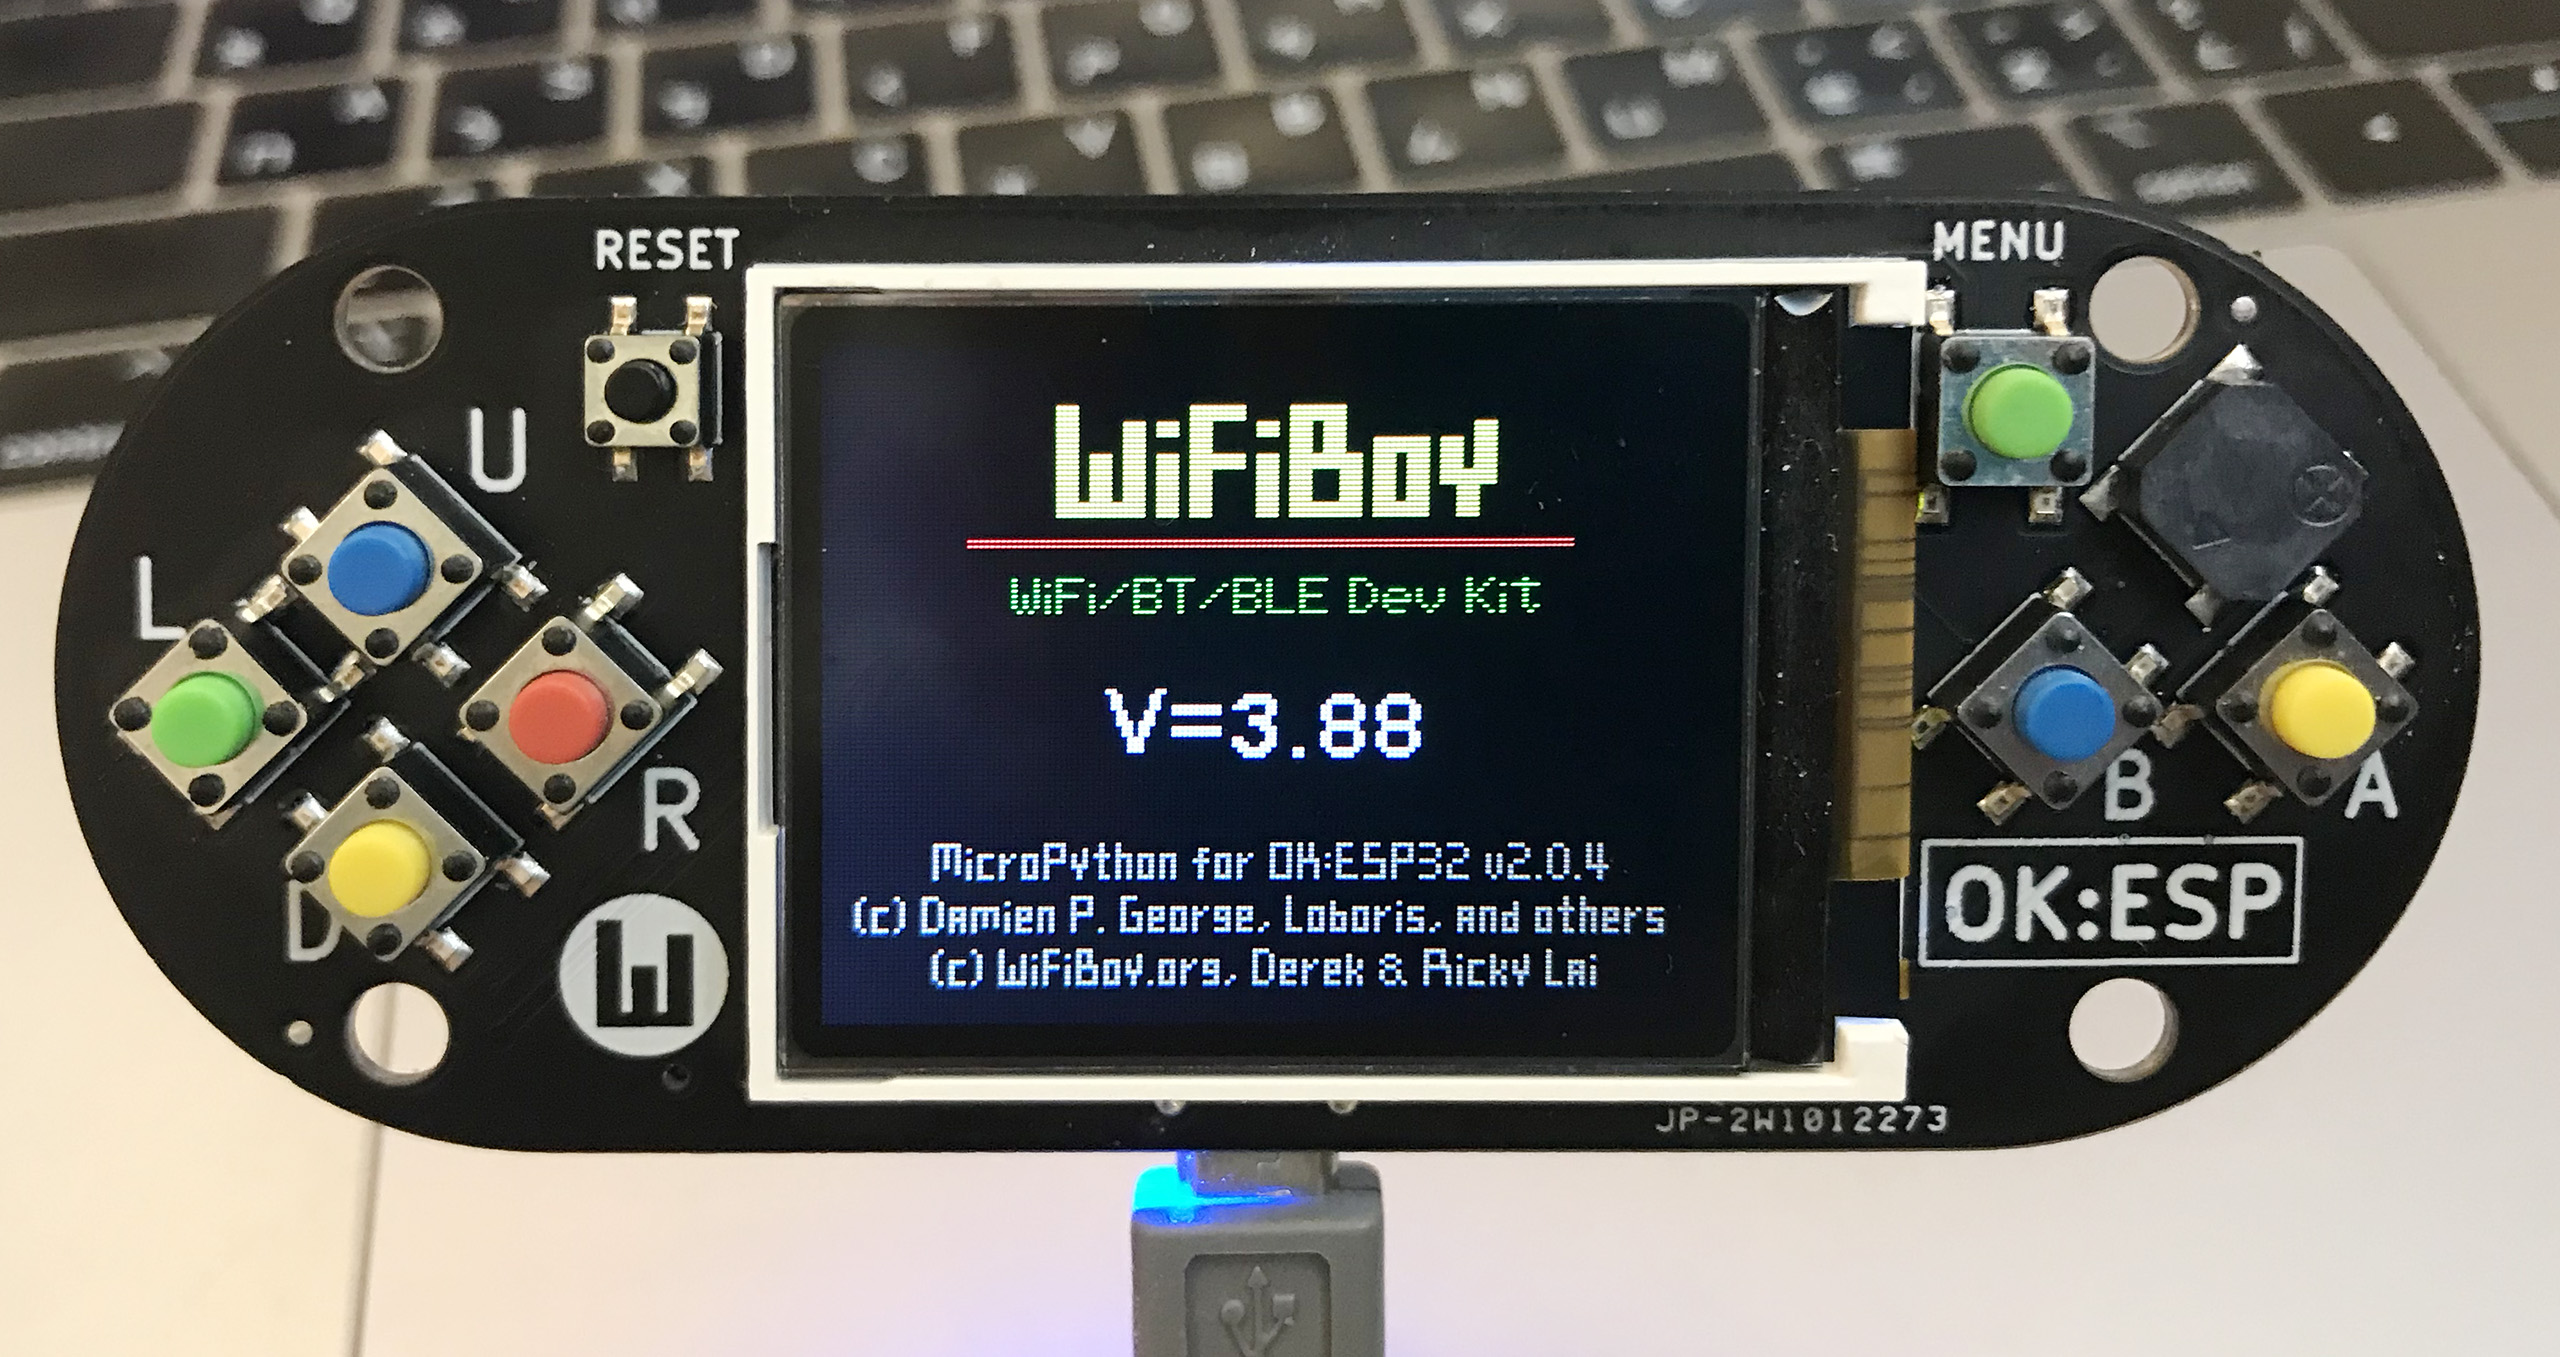 RESET
MENU
U
L
R
D
WiFiBoy
WiFi/BT/BLE Dev Kit
V=3.88
MicroPython for OK:ESP32 v2.0.4
(c) Damien P. George, Loboris, and others
(c) WiFiBoy.org, Derek & Ricky Lai
B
A
OK:ESP
W
JP-2W1012273